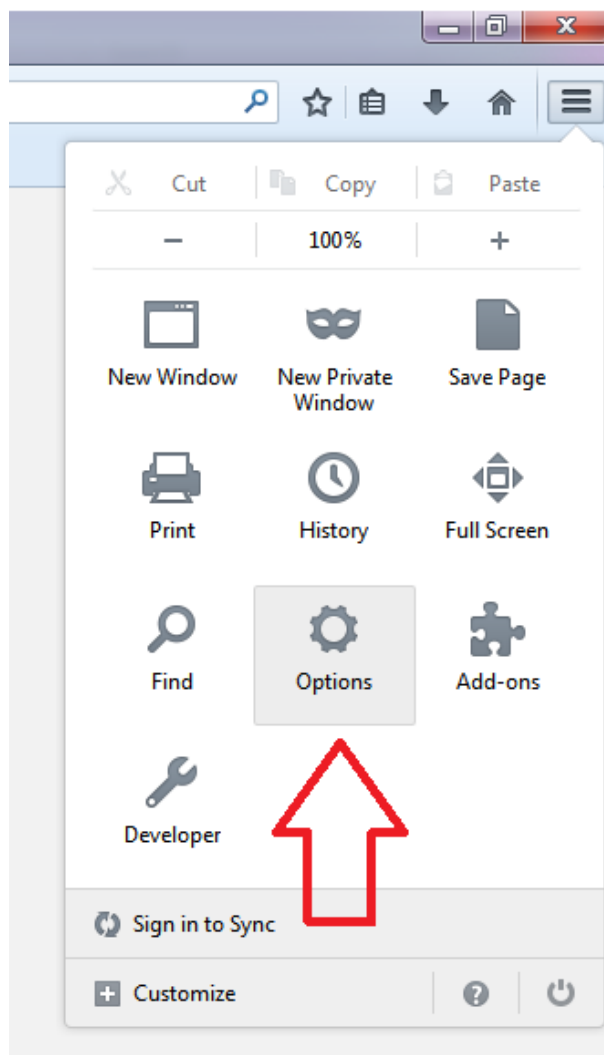 Cut Copy Paste
100%
New Window New Private Window Save Page
Print History Full Screen
Find Options Add-ons
Developer
Sign in to Sync
Customize